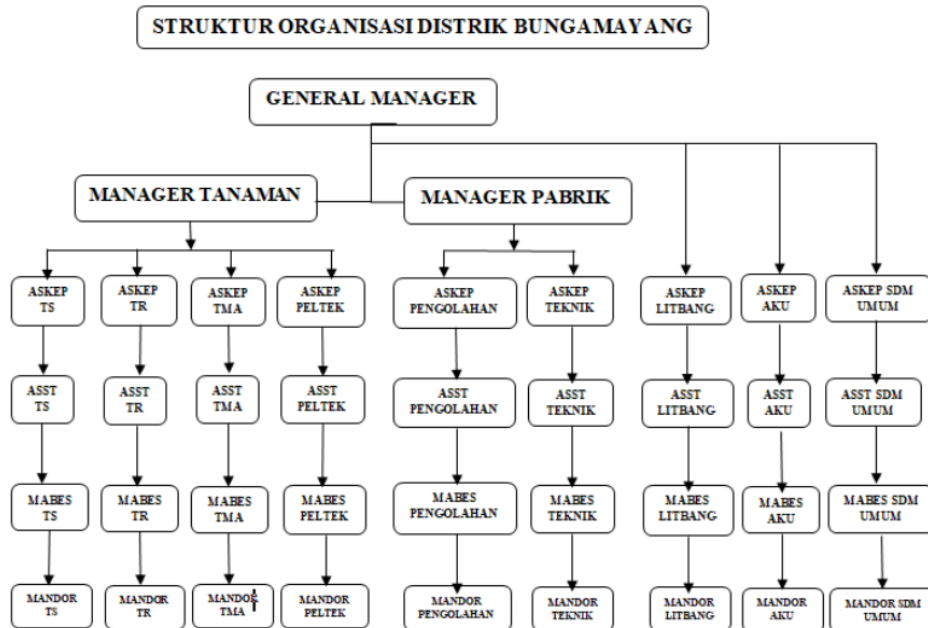 STRUKTUR ORGANISASI DISTRIK BUNGAMAYANG
GENERAL MANAGER
MANAGER TANAMAN
MANAGER PABRIK
ASKEP
TS
ASKEP
TR
ASKEP
TMA
ASKEP
PELTEK
ASKEP
PENGOLAHAN
ASKEP
TEKNIK
ASKEP
LITBANG
ASKEP
AKU
ASKEP SDM
UMUM
ASST
TS
ASST
TR
ASST
TMA
ASST
PELTEK
ASST
PENGOLAHAN
ASST
TEKNIK
ASST
LITBANG
ASST
AKU
ASST SDM
UMUM
MABES
TS
MABES
TR
MABES
TMA
MABES
PELTEK
MABES
PENGOLAHAN
MABES
TEKNIK
MABES
LITBANG
MABES
AKU
MABES SDM
UMUM
MANDOR
TS
MANDOR
TR
MANDOR
TMA
MANDOR
PELTEK
MANDOR
PENGOLAHAN
MANDOR
TEKNIK
MANDOR
LITBANG
MANDOR
AKU
MANDOR SDM
UMUM